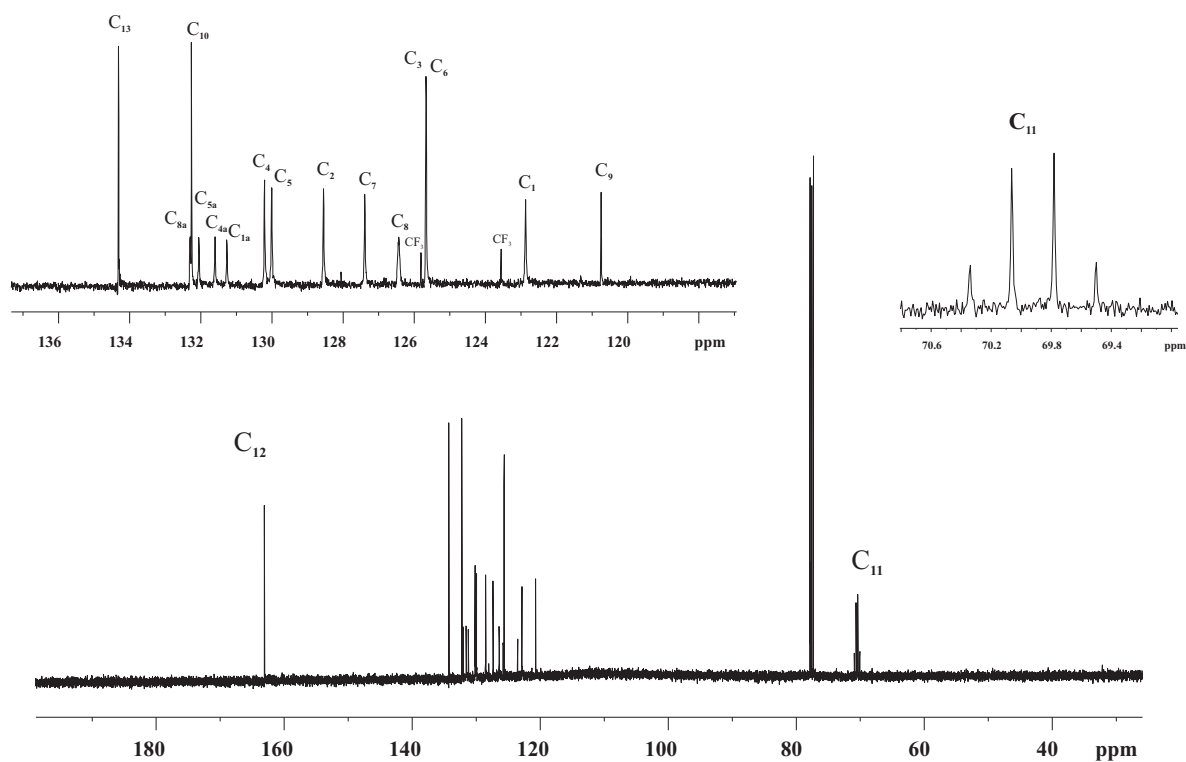 C13 C10
C3 C6
C11
C4 C5 C2 C7 C1 C9
C5a
C8a C4a C1a C8
CF3 CF3
136 134 132 130 128 126 124 122 120 ppm
70.6 70.2 69.8 69.4 ppm
C12
C11
180 160 140 120 100 80 60 40 ppm